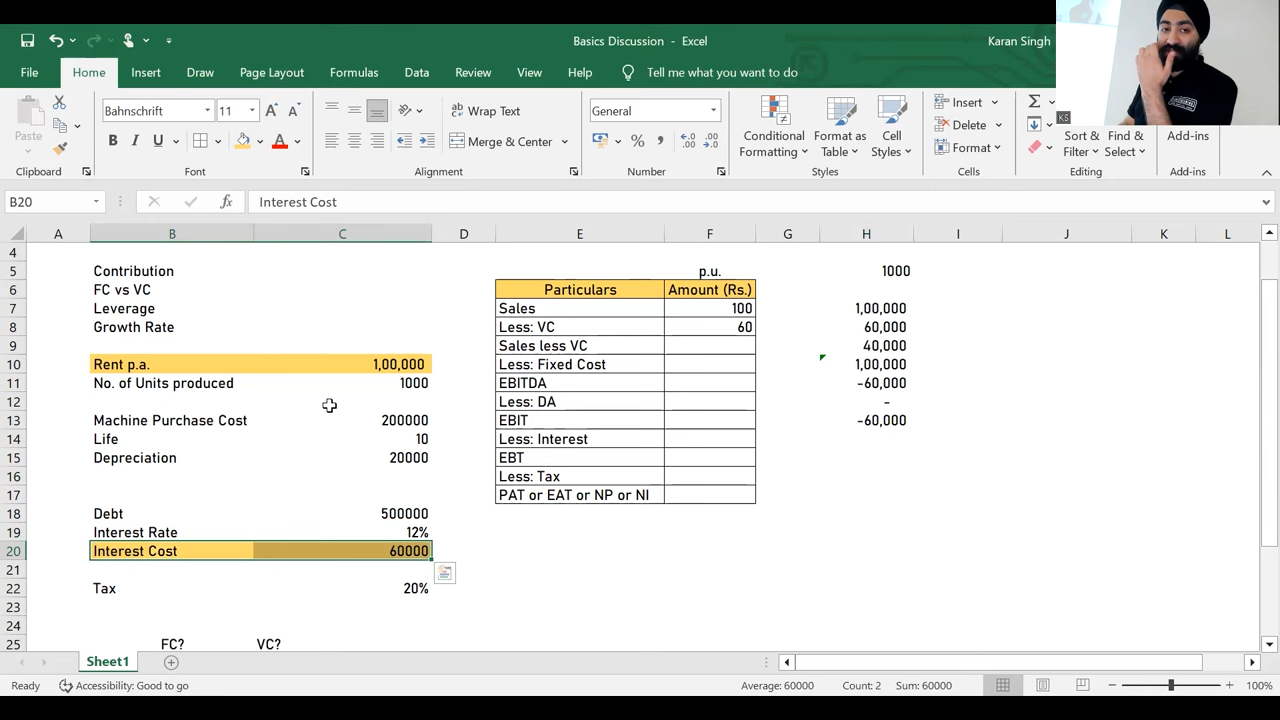 Basics Discussion - Excel
Karan Singh
File Home Insert Draw Page Layout Formulas Data Review View Help Tell me what you want to do
Bahnschrift 11 A A Wrap Text General Insert
Paste Conditional Format as Cell Delete Sort & Find & Add-ins
B I U A Merge & Center % Formatting Table Styles Format Filter Select
Clipboard Font Alignment Number Styles Cells Editing Add-ins
KS
B20 fx Interest Cost
A B C D E F G H I J K L
4
5 Contribution p.u. 1000
6 FC vs VC Particulars Amount (Rs.)
7 Leverage Sales 100 1,00,000
8 Growth Rate Less: VC 60 60,000
9 Sales less VC 40,000
10 Rent p.a. 1,00,000 Less: Fixed Cost 1,00,000
11 No. of Units produced 1000 EBITDA -60,000
12 Less: DA -
13 Machine Purchase Cost 200000 EBIT -60,000
14 Life 10 Less: Interest
15 Depreciation 20000 EBT
16 Less: Tax
17 PAT or EAT or NP or NI
18 Debt 500000
19 Interest Rate 12%
20 Interest Cost 60000
21
22 Tax 20%
23
24
25 FC? VC?
Sheet1
Ready Accessibility: Good to go Average: 60000 Count: 2 Sum: 60000 100%